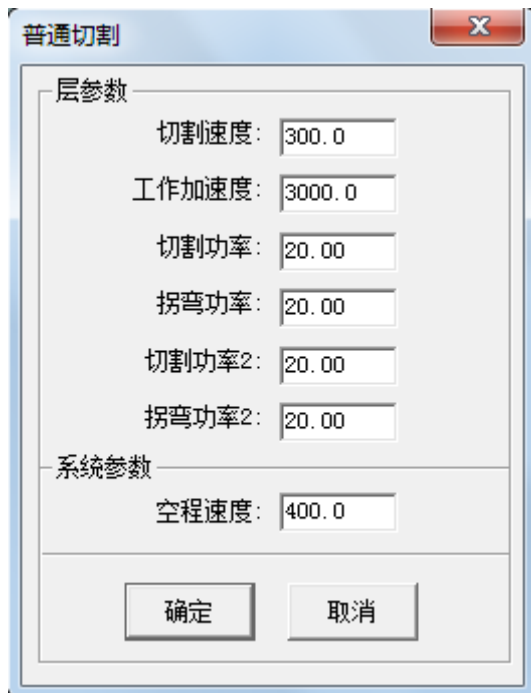 普通切割
层参数
切割速度: 300.0
工作加速度: 3000.0
切割功率: 20.00
拐弯功率: 20.00
切割功率2: 20.00
拐弯功率2: 20.00
系统参数
空程速度: 400.0
确定 取消